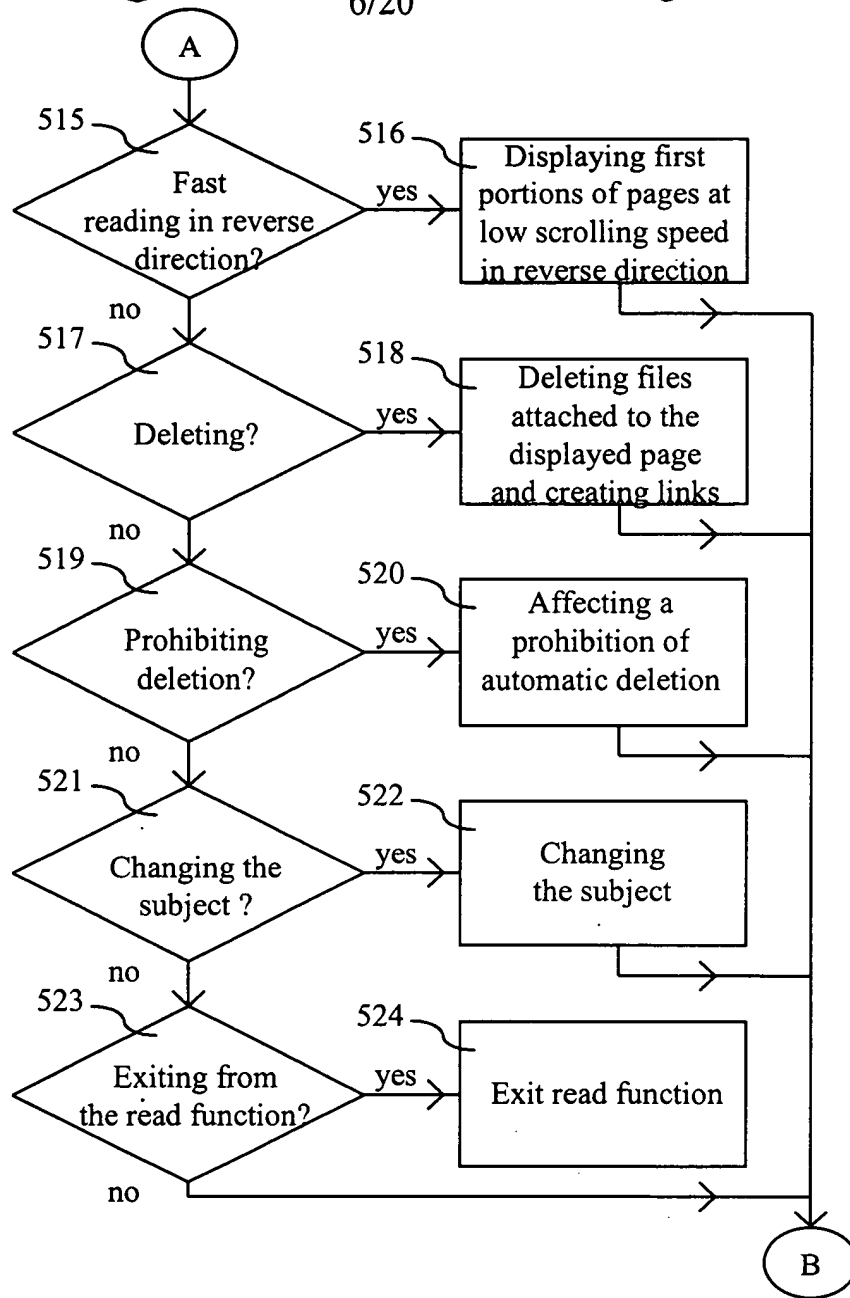 6/20
A
515
Fast
reading in reverse
direction?
yes
516
Displaying first
portions of pages at
low scrolling speed
in reverse direction
no
517
Deleting?
yes
518
Deleting files
attached to the
displayed page
and creating links
no
519
Prohibiting
deletion?
yes
520
Affecting a
prohibition of
automatic deletion
no
521
Changing the
subject ?
yes
522
Changing
the subject
no
523
Exiting from
the read function?
yes
524
Exit read function
no
B